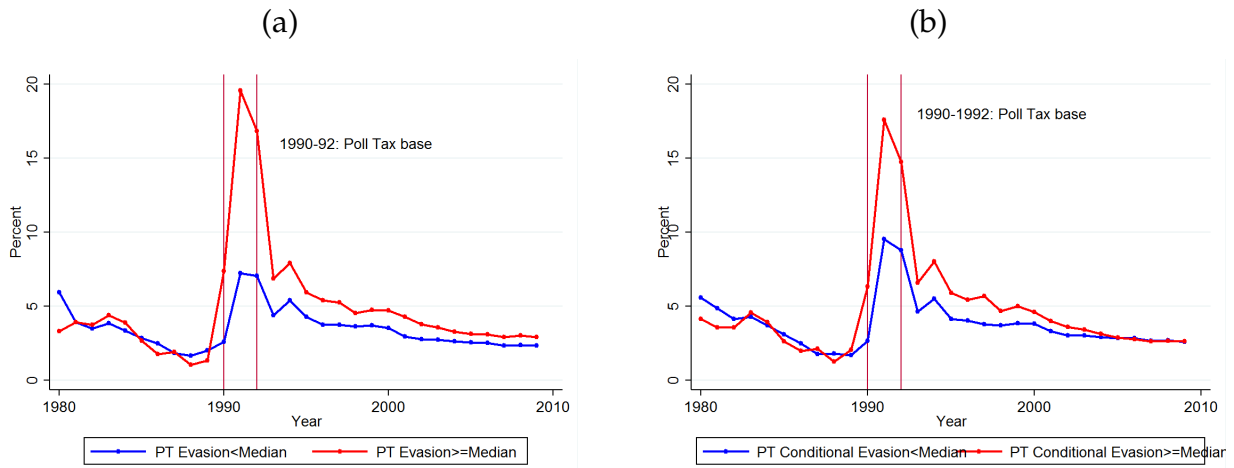 (a)
20
15
10
5
0
Percent
1990-92: Poll Tax base
1980
1990
2000
2010
Year
PT Evasion<Median
PT Evasion>=Median
(b)
20
15
10
5
0
Percent
1990-1992: Poll Tax base
1980
1990
2000
2010
Year
PT Conditional Evasion<Median
PT Conditional Evasion>=Median